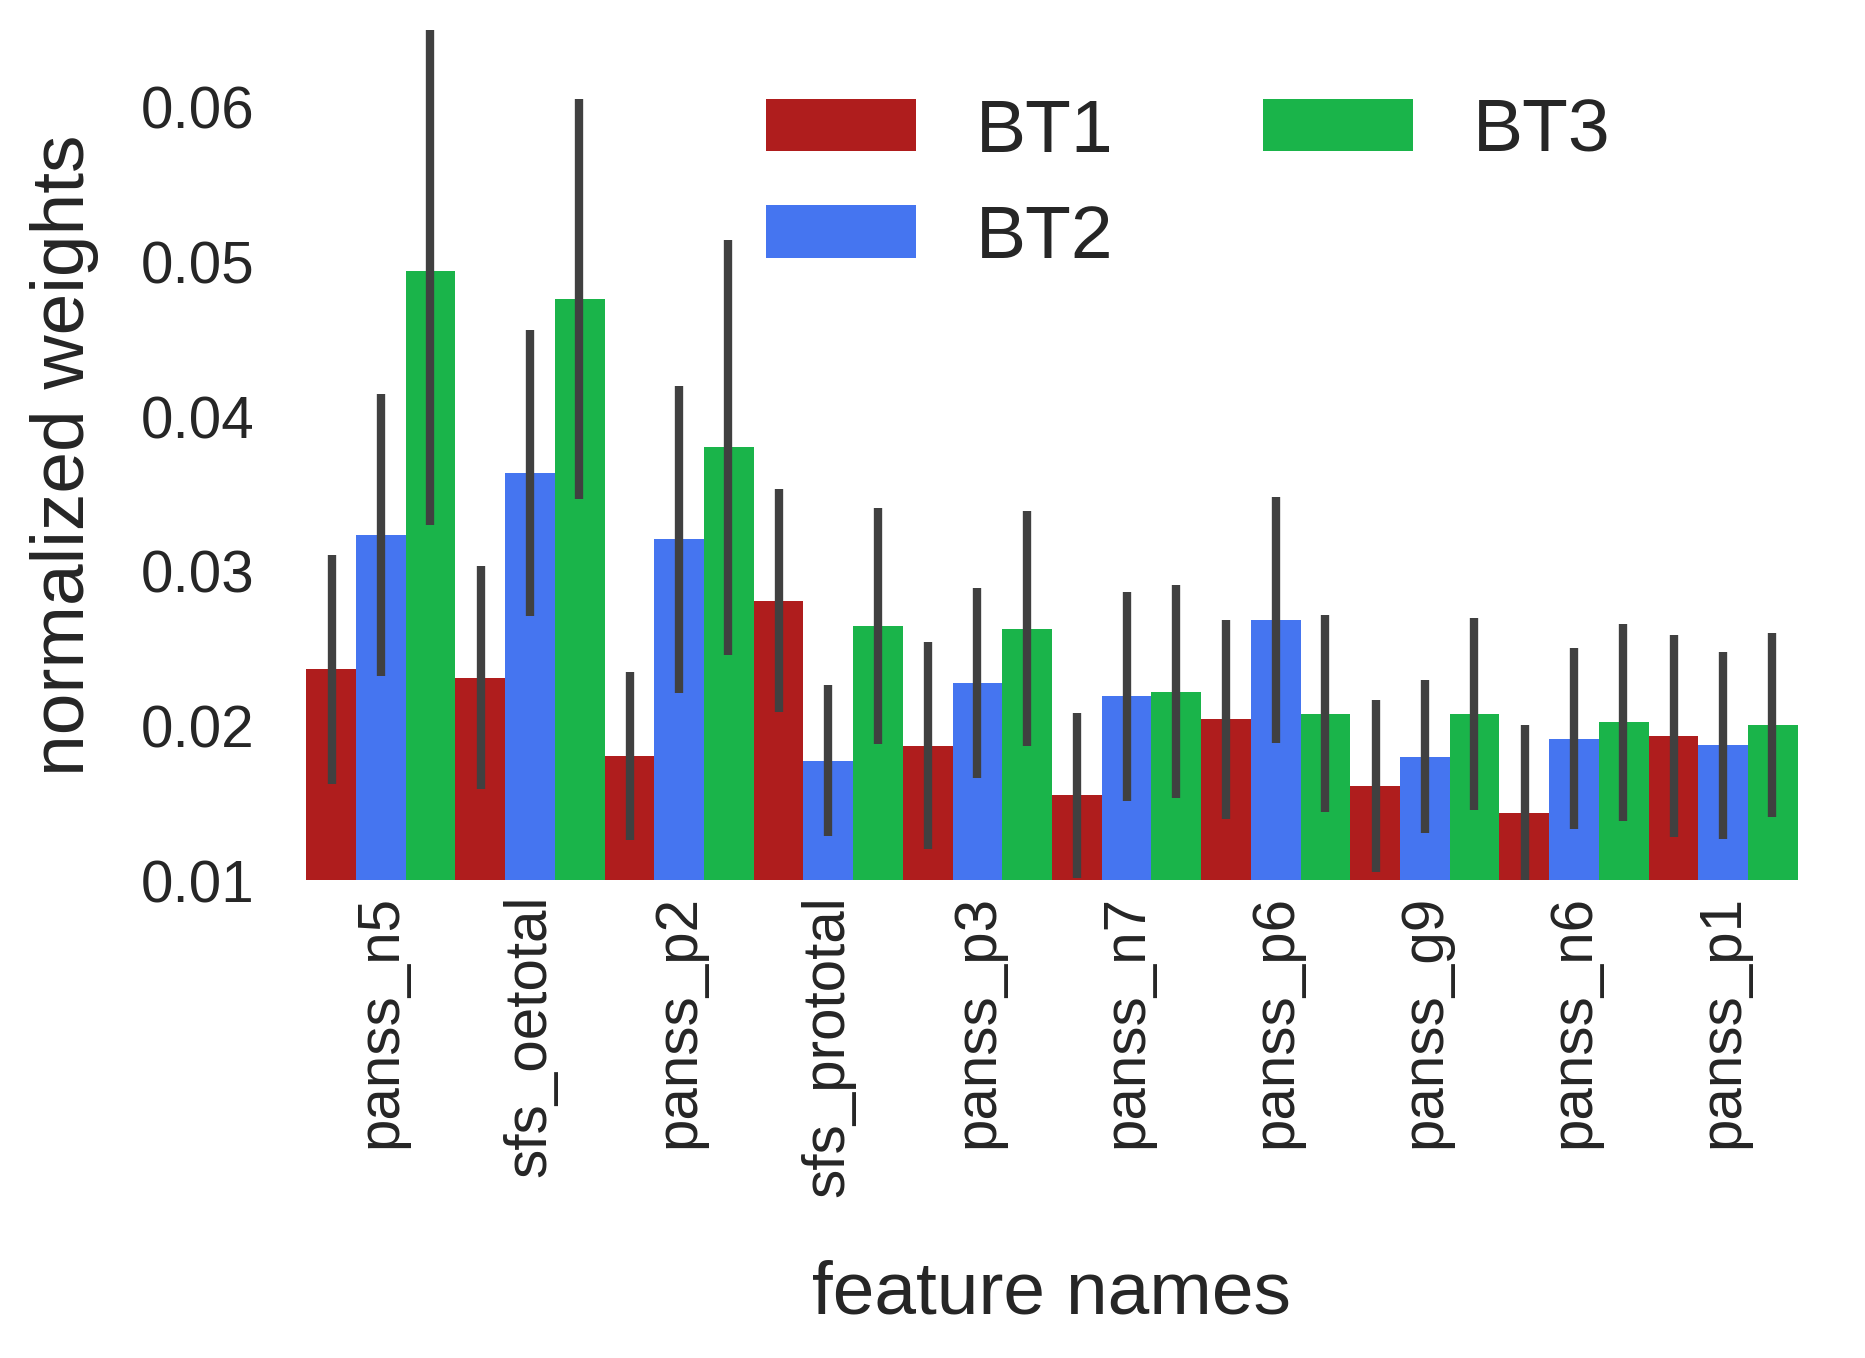 normalized weights
0.06
0.05
0.04
0.03
0.02
0.01
BT1
BT2
BT3
panss_n5
sfs_oetotal
panss_p2
sfs_prototal
panss_p3
panss_n7
panss_p6
panss_g9
panss_n6
panss_p1
feature names